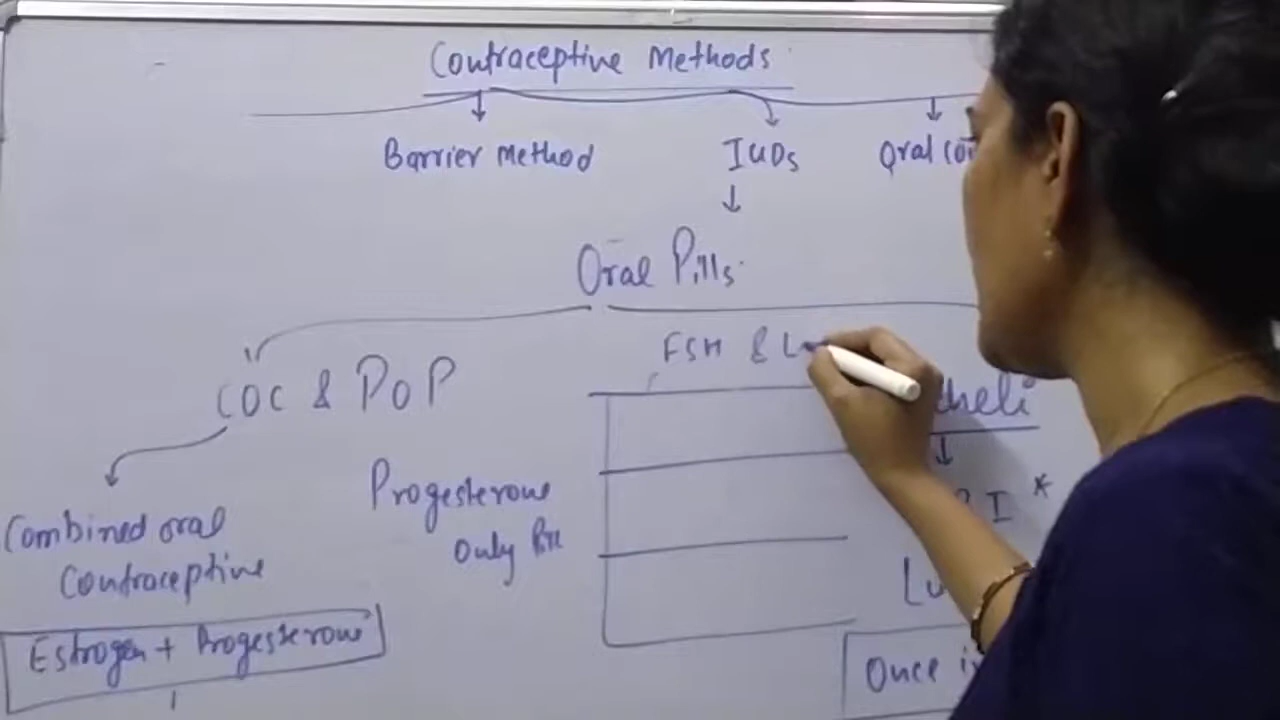 Contraceptive Methods
Barrier Method
IUDs
Oral
Oral Pills
FSH &
COC & POP
Progesterone
Only Pill
Combined oral
Contraceptive
Estrogen + Progesterone
I *
Once